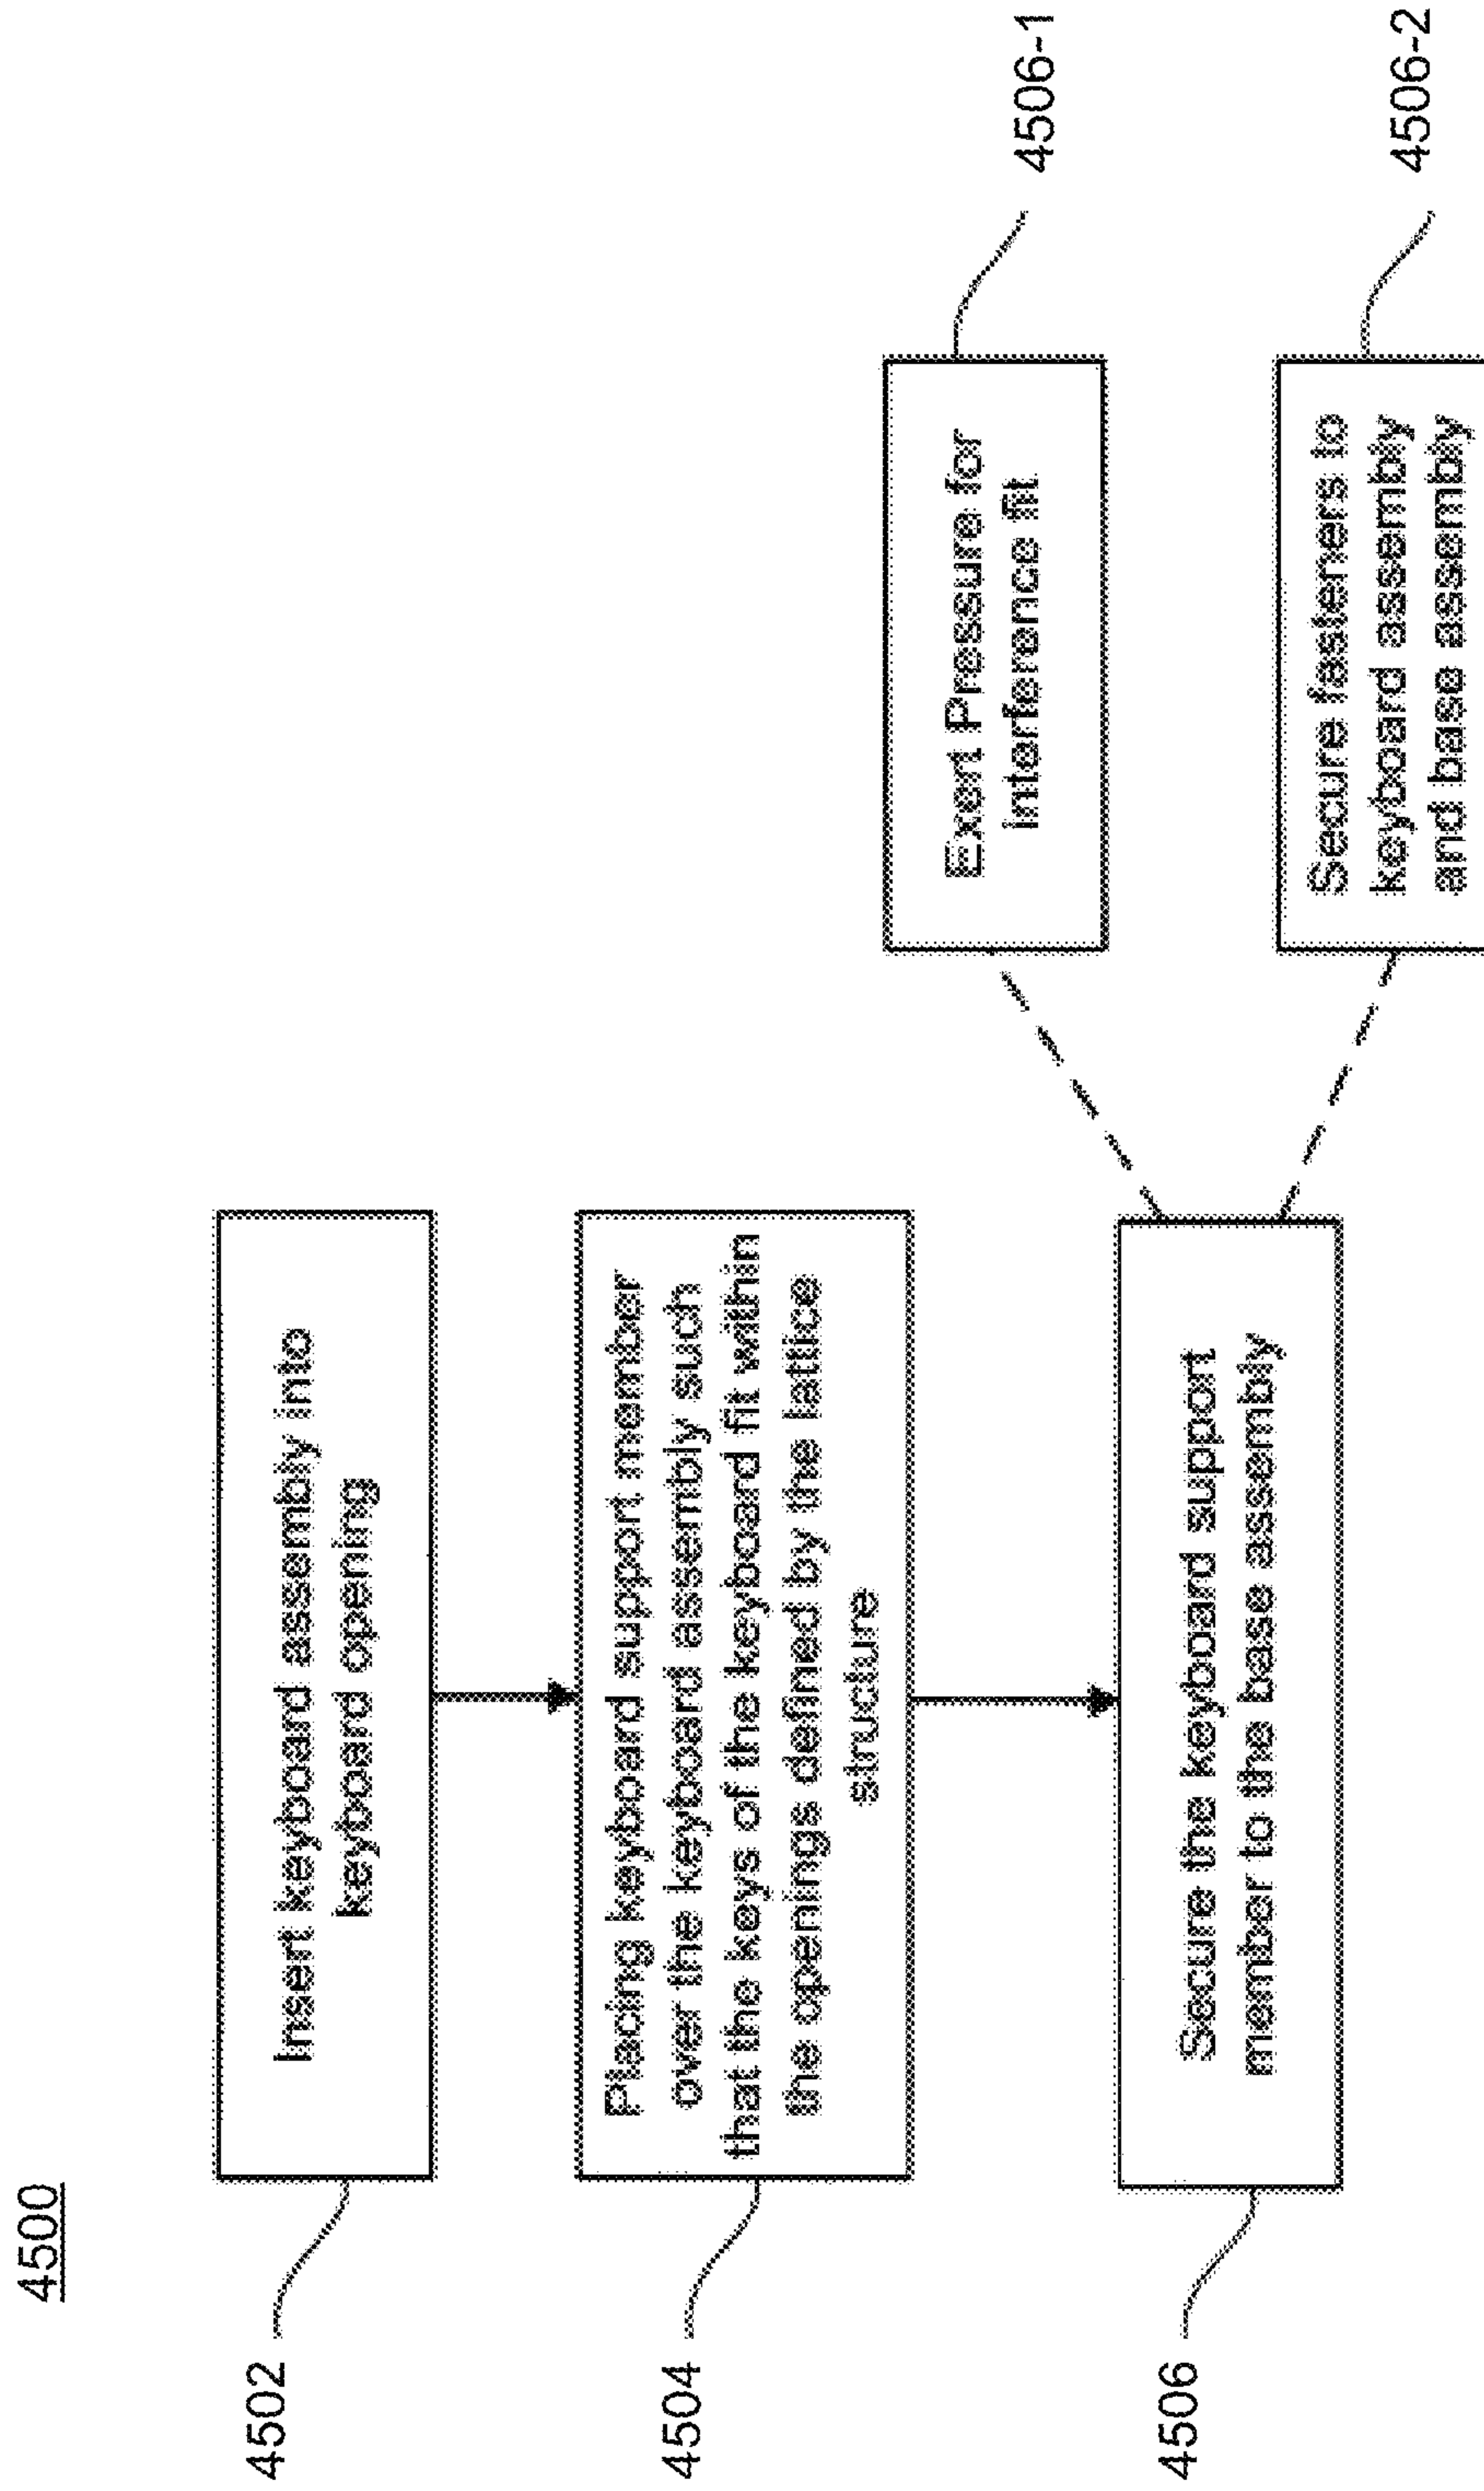 4500
4502
Insert keyboard assembly into
keyboard opening
4504
Placing keyboard support member
over the keyboard assembly such
that the keys of the keyboard fit within
the openings defined by the lattice
structure
4506
Secure the keyboard support
member to the base assembly
Exert Pressure for
interference fit
4506-1
Secure fasteners to
keyboard assembly
and base assembly
4506-2